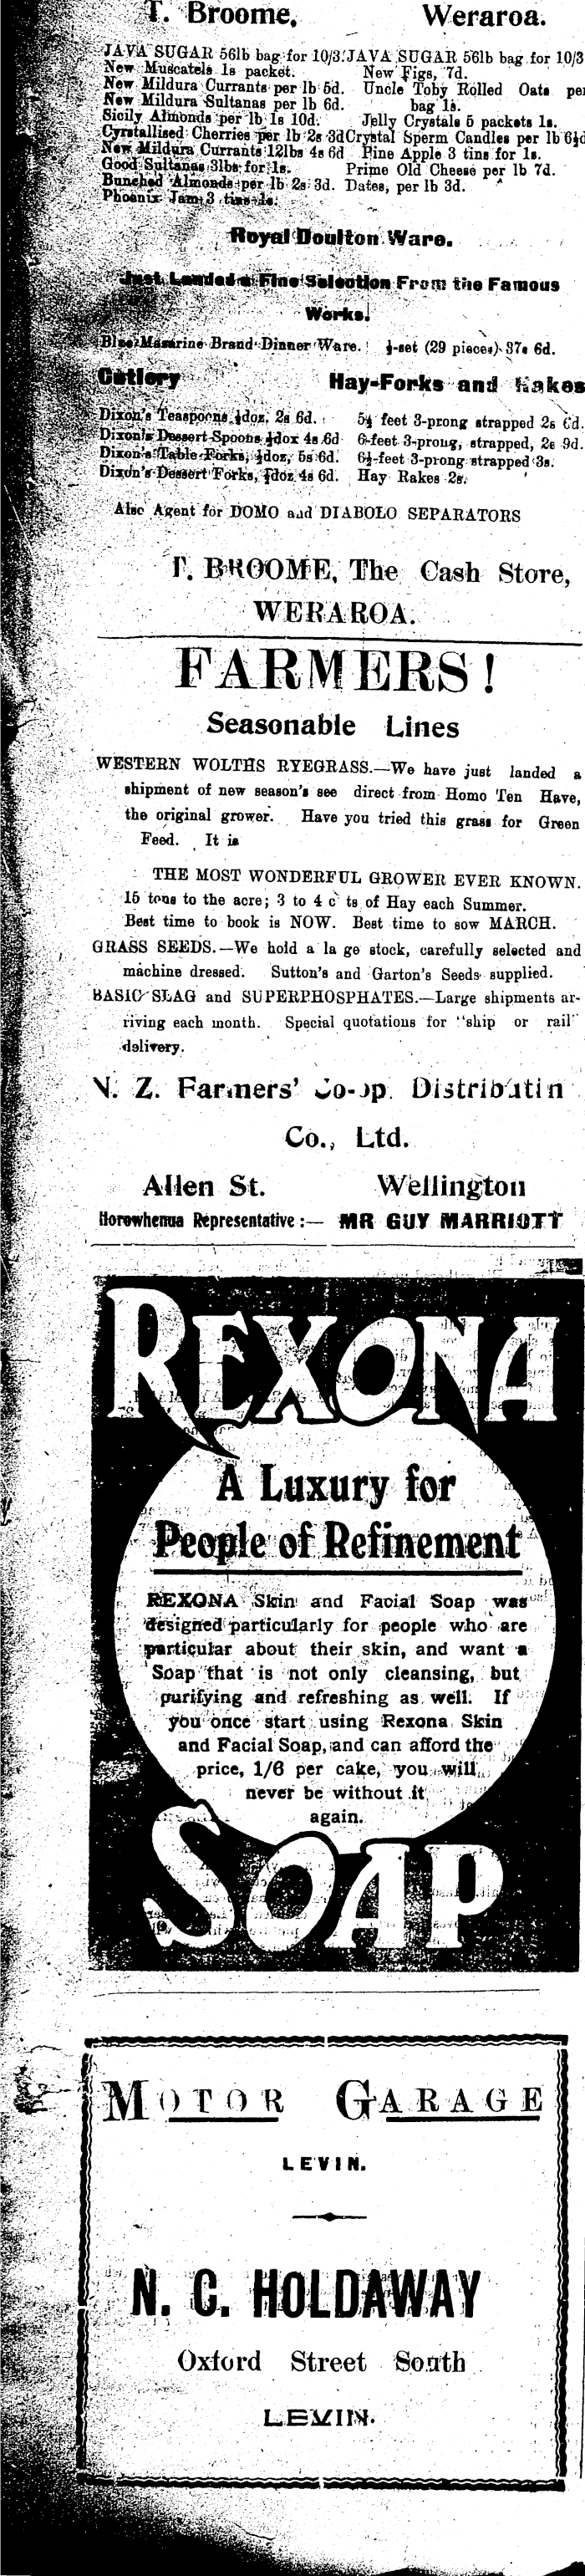 T. Broome, Weraroa.
JAVA SUGAR 56lb bag for 10/3.
New Muscatels 1s packet.
New Mildura Currants per lb 5d.
New Mildura Sultanas per lb 6d.
Sicily Almonds per lb 1s 10d.
Cyrstallised Cherries per lb 2s 3d
New Mildura Currants 12lbs 4s 6d
Good Sultanas 3lbs for 1s.
Bunched Almonds per lb 2s 3d.
Phoenix Jam 3 tins 1s.
JAVA SUGAR 56lb bag for 10/3
New Figs, 7d.
Uncle Toby Rolled Oats per
bag 1s.
Jelly Crystals 5 packets 1s.
Crystal Sperm Candles per lb 6½d
Pine Apple 3 tins for 1s.
Prime Old Cheese per lb 7d.
Dates, per lb 3d.
Royal Doulton Ware.
Just Landed a Fine Selection From the Famous
Works.
Blue Mazarine Brand Dinner Ware. ½-set (29 pieces) 37s 6d.
Cutlery
Dixon's Teaspoons ½doz, 2s 6d.
Dixon's Dessert Spoons ½doz 4s 6d
Dixon's Table Forks, ½doz, 5s 6d.
Dixon's Dessert Forks, ½doz 4s 6d.
Hay-Forks and Rakes
5½ feet 3-prong strapped 2s 6d.
6-feet 3-prong, strapped, 2s 9d.
6½-feet 3-prong strapped 3s.
Hay Rakes 2s.
Also Agent for DOMO and DIABOLO SEPARATORS
T. BROOME, The Cash Store,
WERAROA.
FARMERS!
Seasonable Lines
WESTERN WOLTHS RYEGRASS.—We have just landed a
shipment of new season's see direct from Homo Ten Have,
the original grower. Have you tried this grass for Green
Feed. It is
THE MOST WONDERFUL GROWER EVER KNOWN.
15 tons to the acre; 3 to 4 c ts of Hay each Summer.
Best time to book is NOW. Best time to sow MARCH.
GRASS SEEDS.—We hold a la ge stock, carefully selected and
machine dressed. Sutton's and Garton's Seeds supplied.
BASIC SLAG and SUPERPHOSPHATES.—Large shipments ar-
riving each month. Special quotations for "ship or rail"
delivery.
N. Z. Farmers' Co-op. Distributin
Co., Ltd.
Allen St. Wellington
Horowhenua Representative:— MR GUY MARRIOTT
REXONA
A Luxury for
People of Refinement
REXONA Skin and Facial Soap was
designed particularly for people who are
particular about their skin, and want a
Soap that is not only cleansing, but
purifying and refreshing as well. If
you once start using Rexona Skin
and Facial Soap, and can afford the
price, 1/6 per cake, you will
never be without it
again.
SOAP
MOTOR GARAGE
LEVIN.
N. C. HOLDAWAY
Oxford Street South
LEVIN.